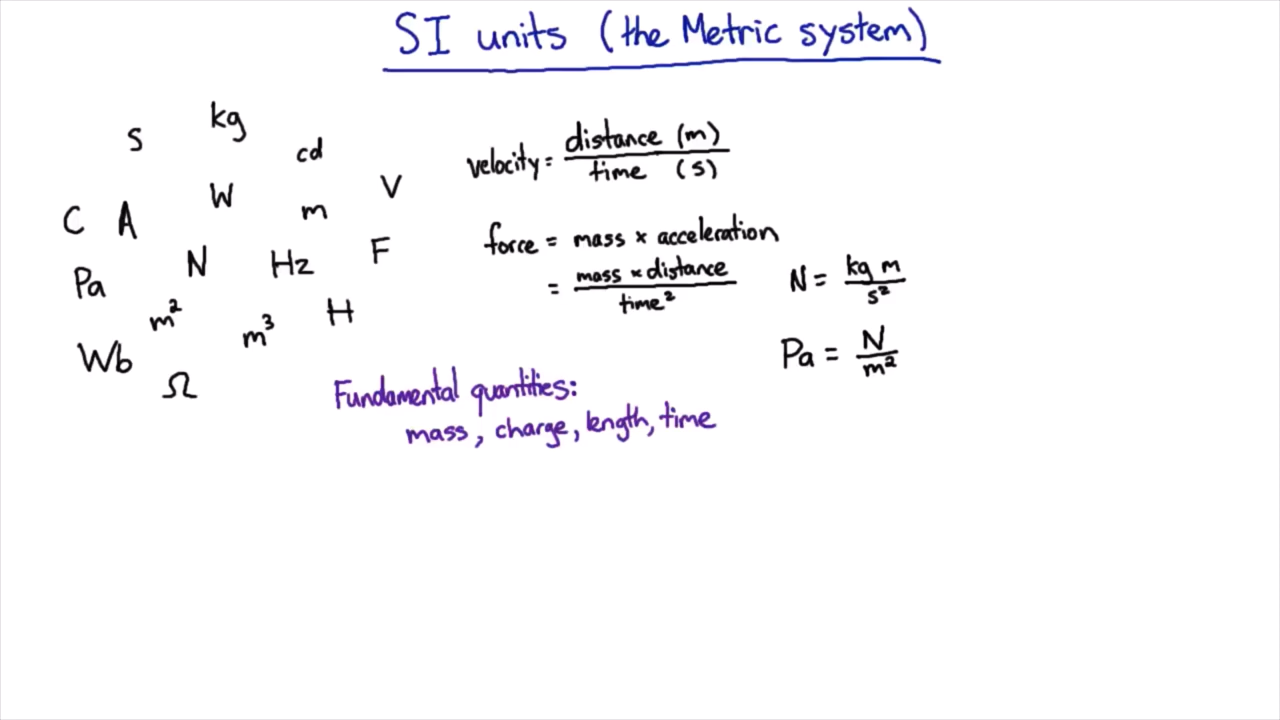 SI units (the Metric system)
s kg cd
C A W m V
Pa N Hz F
m² m³ H
Wb Ω
velocity = distance (m) / time (s)
force = mass × acceleration
= mass × distance / time²
N = kg m / s²
Pa = N / m²
Fundamental quantities:
mass, charge, length, time